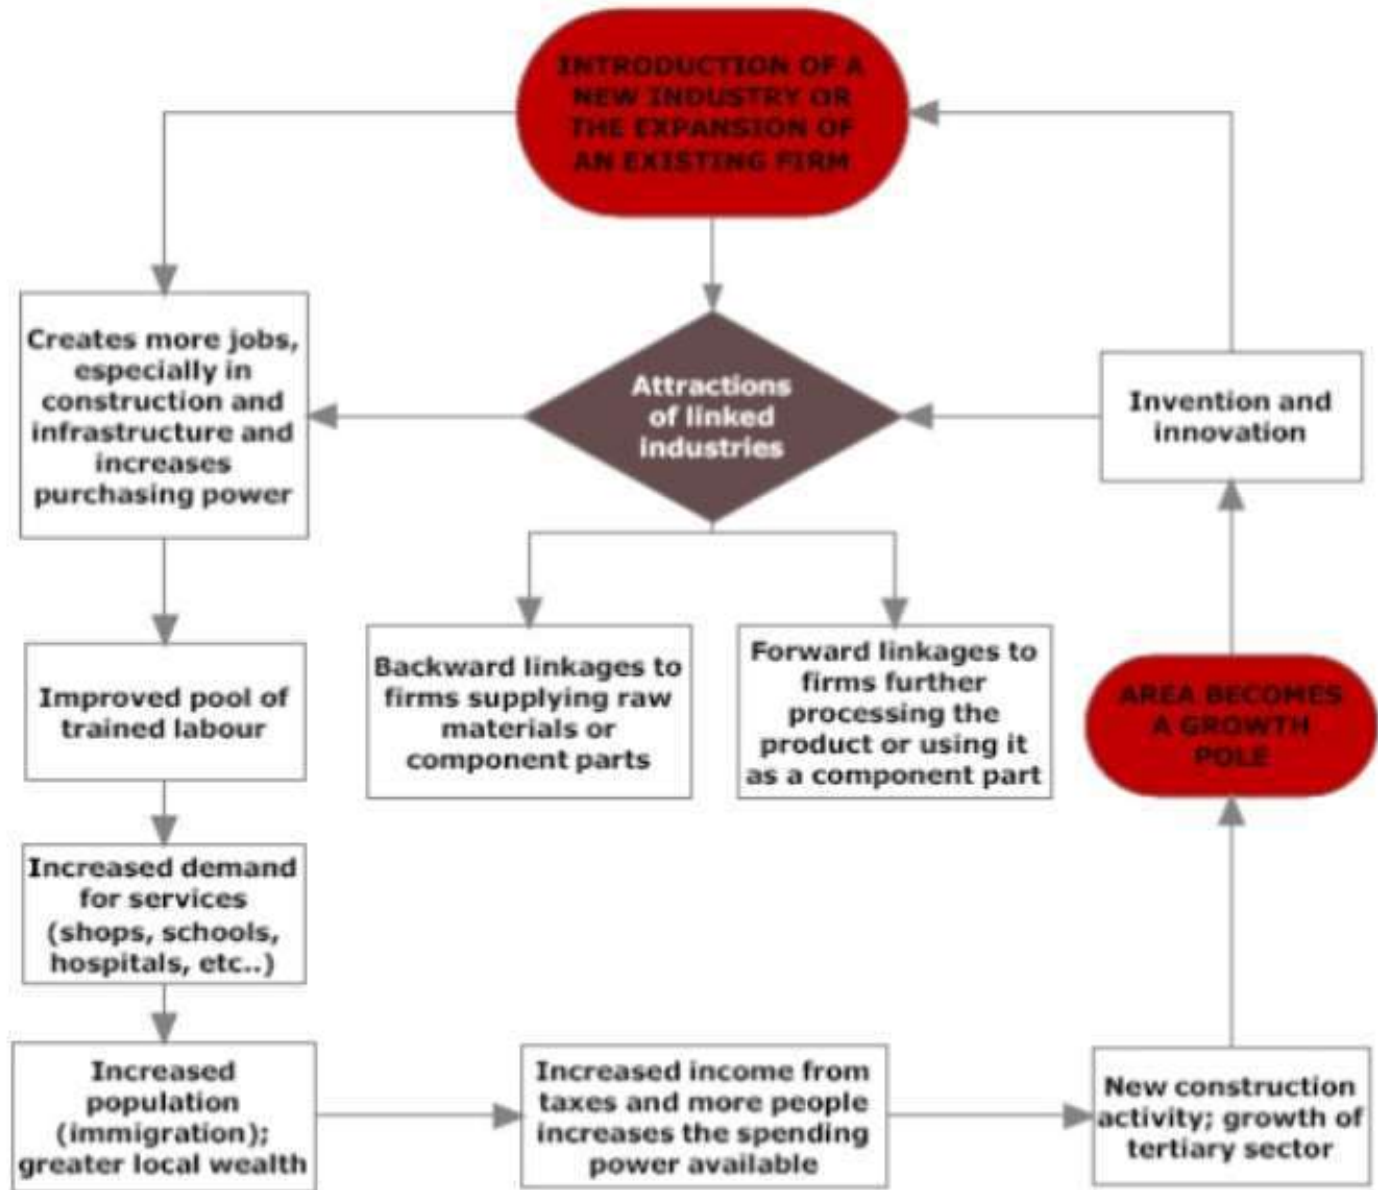 INTRODUCTION OF A
NEW INDUSTRY OR
THE EXPANSION OF
AN EXISTING FIRM
Creates more jobs,
especially in
construction and
infrastructure and
increases
purchasing power
Attractions
of linked
industries
Invention and
innovation
Improved pool of
trained labour
Backward linkages to
firms supplying raw
materials or
component parts
Forward linkages to
firms further
processing the
product or using it
as a component part
AREA BECOMES
A GROWTH
POLE
Increased demand
for services
(shops, schools,
hospitals, etc..)
Increased
population
(immigration);
greater local wealth
Increased income from
taxes and more people
increases the spending
power available
New construction
activity; growth of
tertiary sector